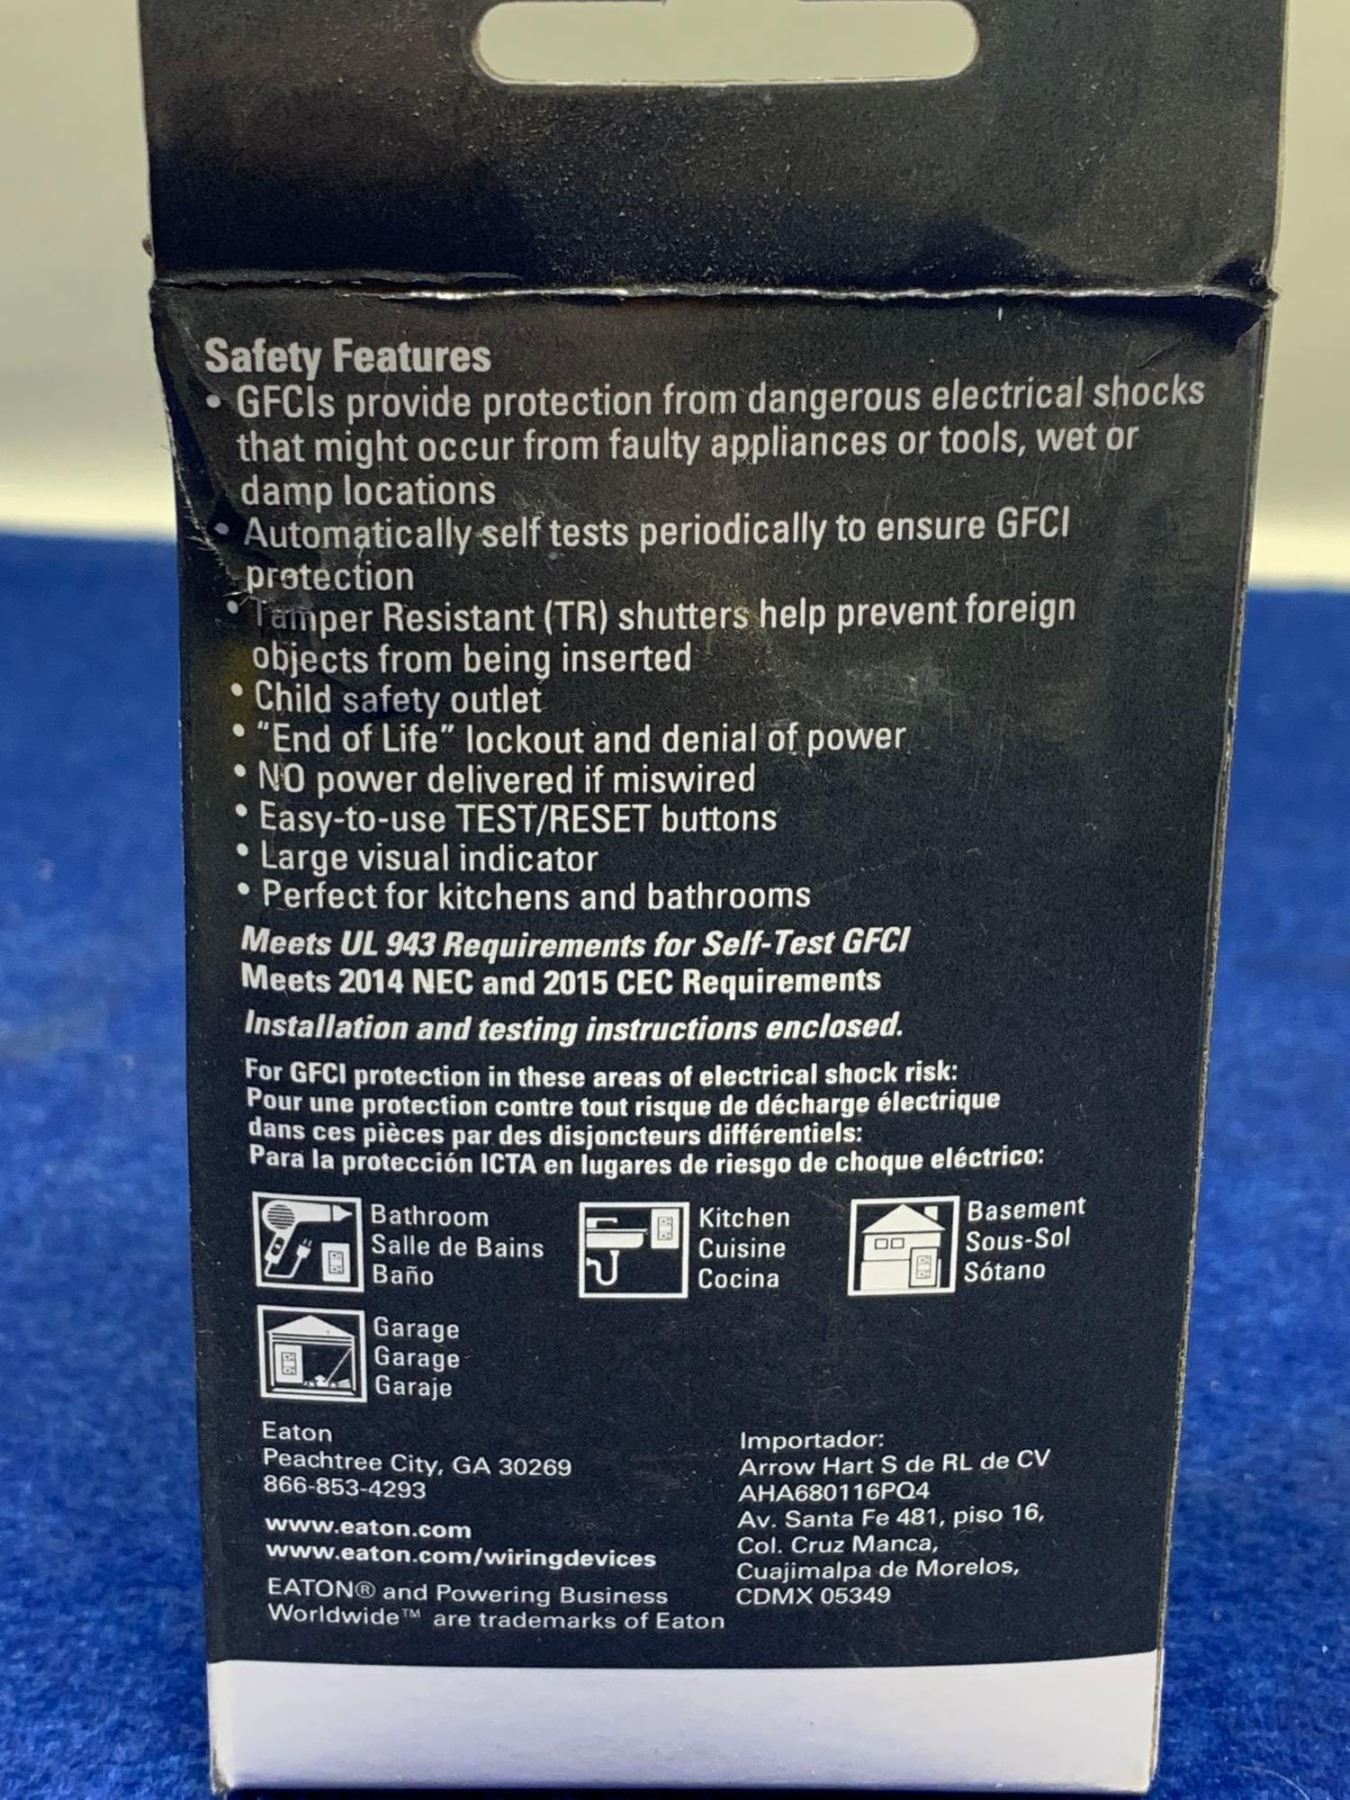 Safety Features
• GFCIs provide protection from dangerous electrical shocks
that might occur from faulty appliances or tools, wet or
damp locations
• Automatically self tests periodically to ensure GFCI
protection
• Tamper Resistant (TR) shutters help prevent foreign
objects from being inserted
• Child safety outlet
• "End of Life" lockout and denial of power
• NO power delivered if miswired
• Easy-to-use TEST/RESET buttons
• Large visual indicator
• Perfect for kitchens and bathrooms
Meets UL 943 Requirements for Self-Test GFCI
Meets 2014 NEC and 2015 CEC Requirements
Installation and testing instructions enclosed.
For GFCI protection in these areas of electrical shock risk:
Pour une protection contre tout risque de décharge électrique
dans ces pièces par des disjoncteurs différentiels:
Para la protección ICTA en lugares de riesgo de choque eléctrico:
Bathroom
Salle de Bains
Baño
Kitchen
Cuisine
Cocina
Basement
Sous-Sol
Sótano
Garage
Garage
Garaje
Eaton
Peachtree City, GA 30269
866-853-4293
www.eaton.com
www.eaton.com/wiringdevices
EATON® and Powering Business
Worldwide™ are trademarks of Eaton
Importador:
Arrow Hart S de RL de CV
AHA680116PQ4
Av. Santa Fe 481, piso 16,
Col. Cruz Manca,
Cuajimalpa de Morelos,
CDMX 05349